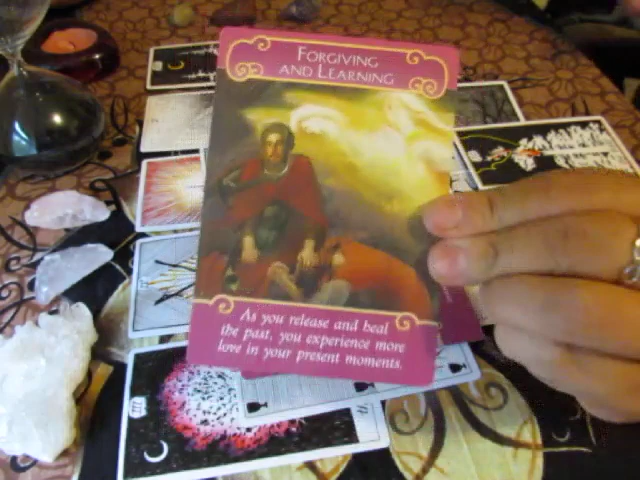 FORGIVING
AND LEARNING
As you release and heal
the past, you experience more
love in your present moments.